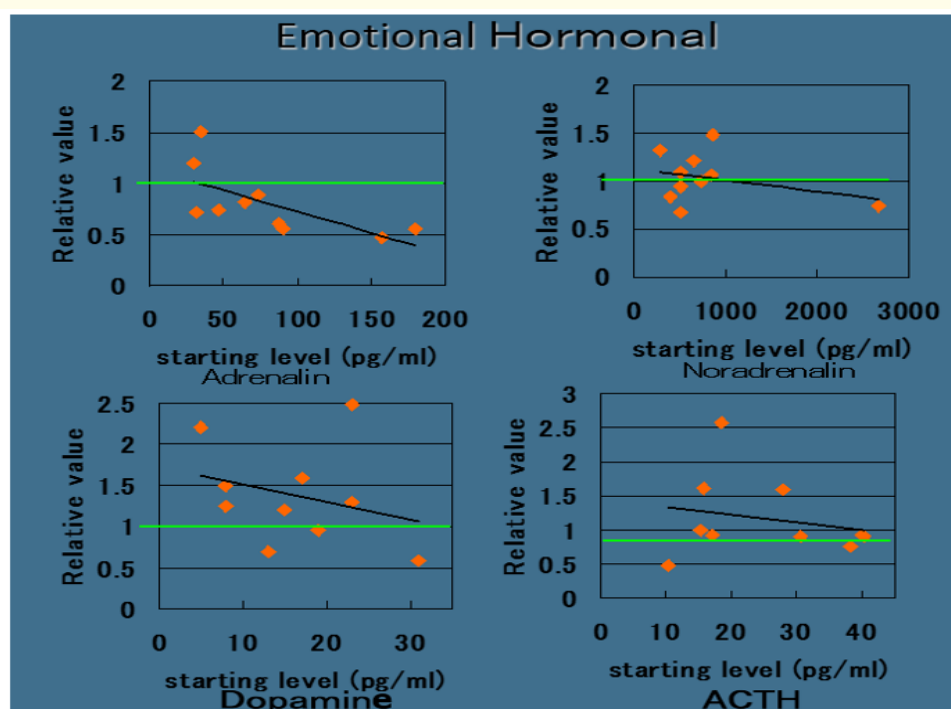 Emotional Hormonal
Relative value
2
1.5
1
0.5
0
0 50 100 150 200
starting level (pg/ml)
Adrenalin
Relative value
2
1.5
1
0.5
0
0 1000 2000 3000
starting level (pg/ml)
Noradrenalin
Relative value
2.5
2
1.5
1
0.5
0
0 10 20 30
starting level (pg/ml)
Dopamine
Relative value
3
2.5
2
1.5
1
0.5
0
0 10 20 30 40
starting level (pg/ml)
ACTH